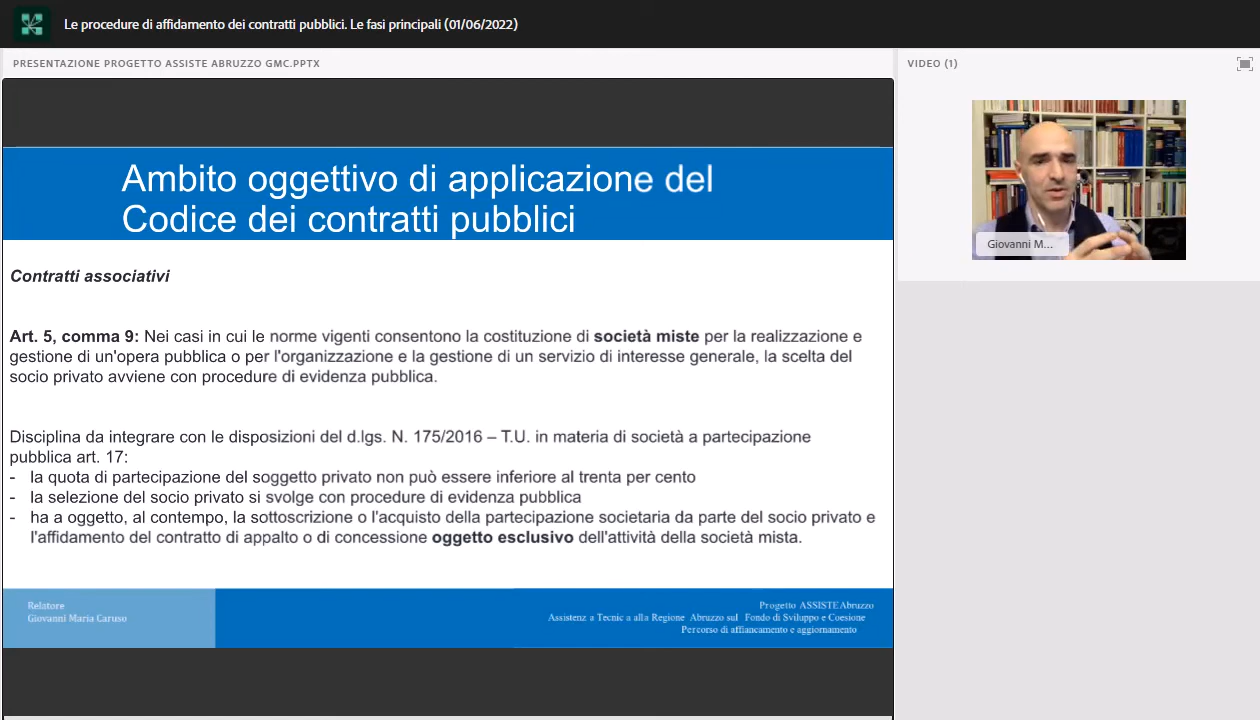 Le procedure di affidamento dei contratti pubblici. Le fasi principali (01/06/2022)
PRESENTAZIONE PROGETTO ASSISTE ABRUZZO GMC.PPTX
VIDEO (1)
Ambito oggettivo di applicazione del
Codice dei contratti pubblici
Contratti associativi
Art. 5, comma 9: Nei casi in cui le norme vigenti consentono la costituzione di società miste per la realizzazione e
gestione di un'opera pubblica o per l'organizzazione e la gestione di un servizio di interesse generale, la scelta del
socio privato avviene con procedure di evidenza pubblica.
Disciplina da integrare con le disposizioni del d.lgs. N. 175/2016 – T.U. in materia di società a partecipazione
pubblica art. 17:
- la quota di partecipazione del soggetto privato non può essere inferiore al trenta per cento
- la selezione del socio privato si svolge con procedure di evidenza pubblica
- ha a oggetto, al contempo, la sottoscrizione o l'acquisto della partecipazione societaria da parte del socio privato e
l'affidamento del contratto di appalto o di concessione oggetto esclusivo dell'attività della società mista.
Relatore
Giovanni Maria Caruso
Progetto ASSISTEAbruzzo
Assistenz a Tecnic a alla Regione Abruzzo sul Fondo di Sviluppo e Coesione
Percorso di affiancamento e aggiornamento
Giovanni M...